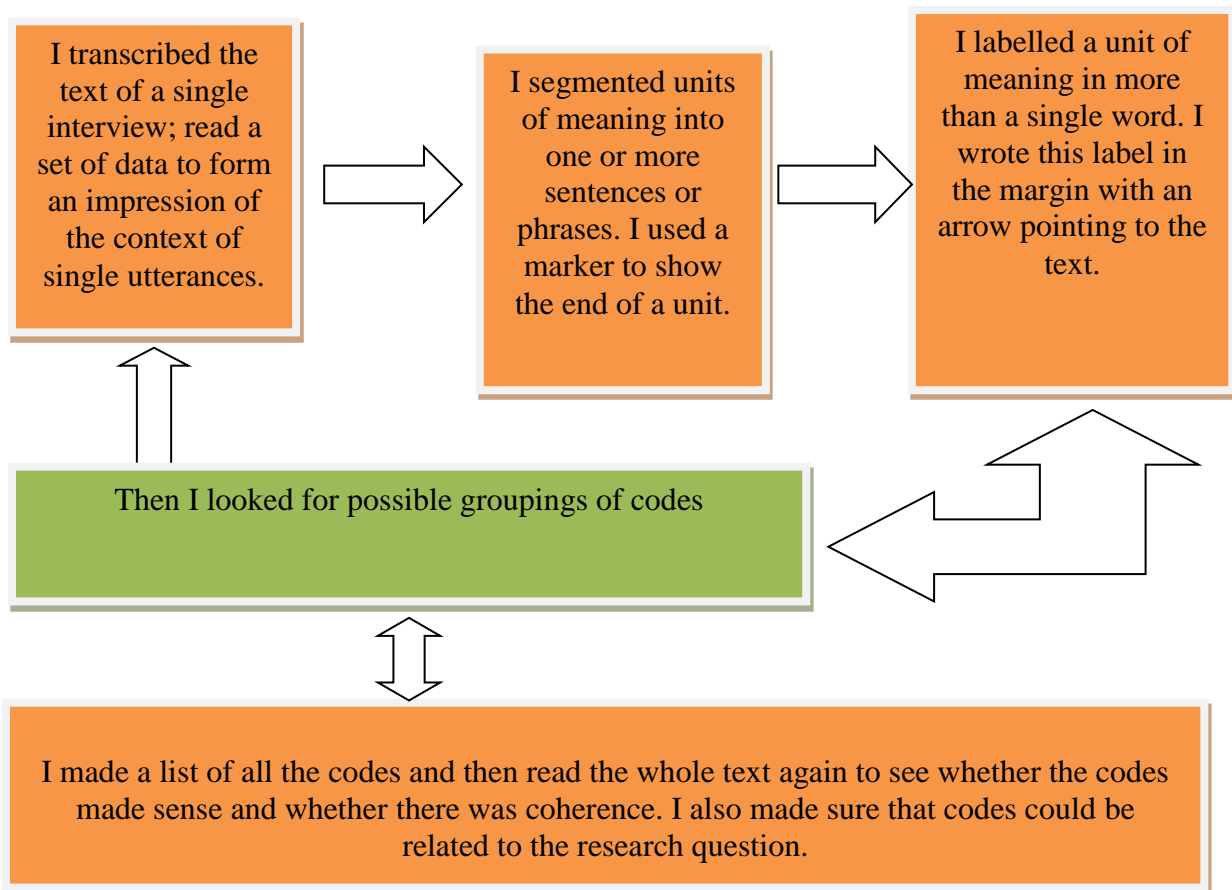 I transcribed the
text of a single
interview; read a
set of data to form
an impression of
the context of
single utterances.
I segmented units
of meaning into
one or more
sentences or
phrases. I used a
marker to show
the end of a unit.
I labelled a unit of
meaning in more
than a single word. I
wrote this label in
the margin with an
arrow pointing to the
text.
Then I looked for possible groupings of codes
I made a list of all the codes and then read the whole text again to see whether the codes
made sense and whether there was coherence. I also made sure that codes could be
related to the research question.